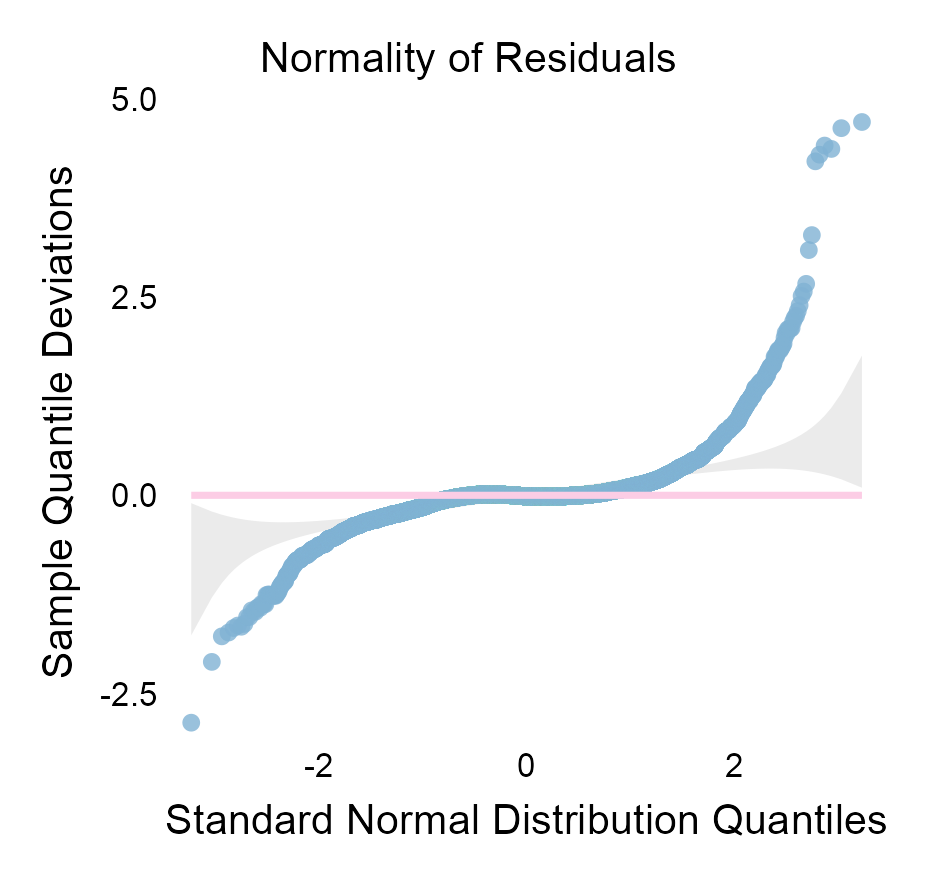 Normality of Residuals
5.0
2.5
0.0
-2.5
Sample Quantile Deviations
-2 0 2
Standard Normal Distribution Quantiles